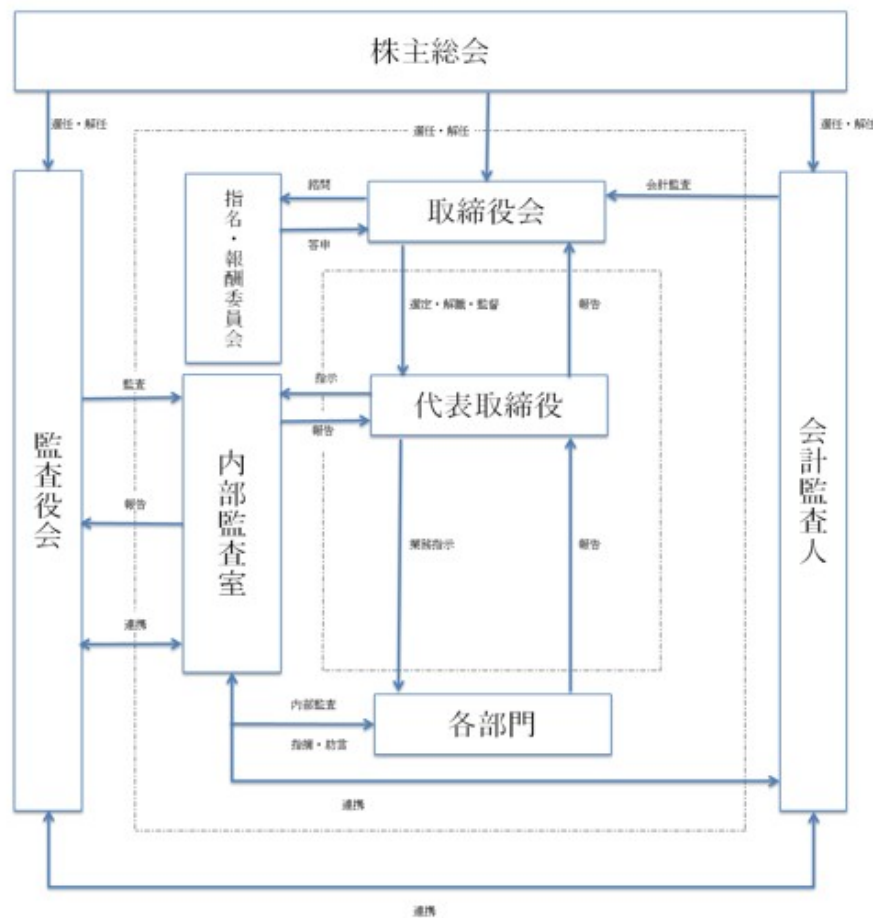 株主総会
選任・解任
選任・解任
選任・解任
指名・報酬委員会
諮問
答申
取締役会
会計監査
選定・解職・監督
報告
監査
指示
報告
代表取締役
監査役会
内部監査室
会計監査人
報告
業務指示
報告
連携
内部監査
指摘・助言
各部門
連携
連携